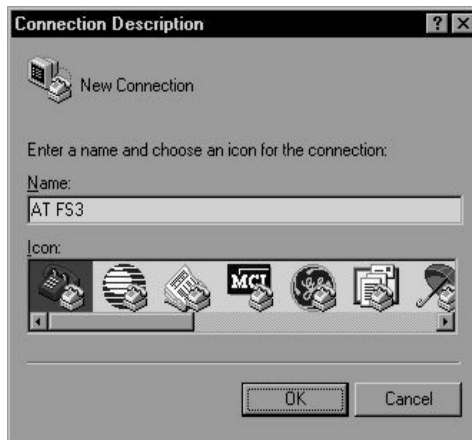 Connection Description
New Connection
Enter a name and choose an icon for the connection:
Name:
AT FS3
Icon:
MCI
OK
Cancel